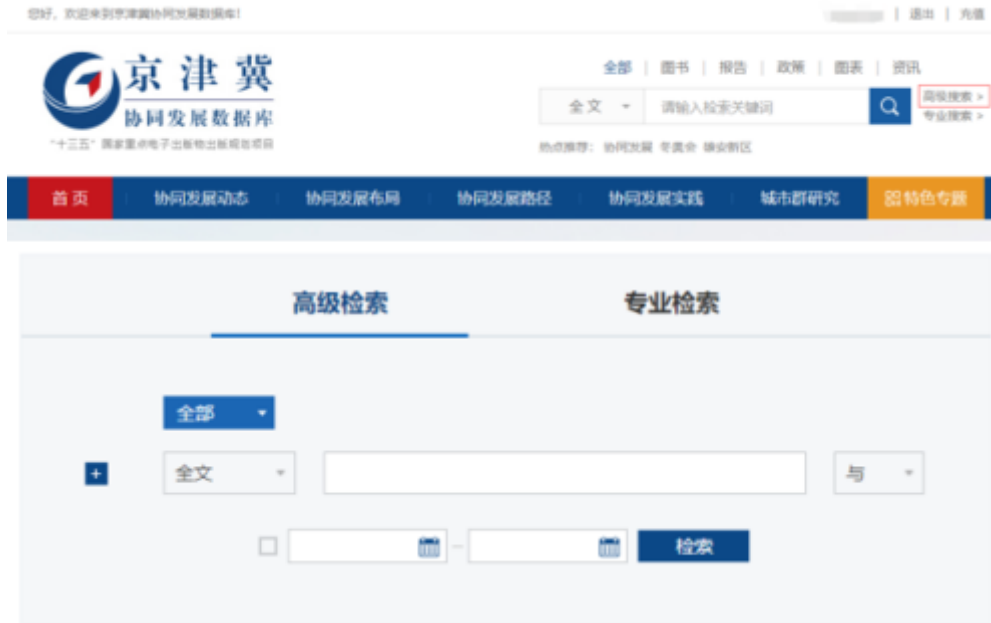 您好，欢迎来到京津冀协同发展数据库！
退出 | 充值
京津冀
协同发展数据库
"十三五"国家重点电子出版物出版规划项目
全部 | 图书 | 报告 | 政策 | 图表 | 资讯
全文 请输入检索关键词
高级搜索 >
专业搜索 >
热点推荐： 协同发展 冬奥会 雄安新区
首页 协同发展动态 协同发展布局 协同发展路径 协同发展实践 城市群研究 特色专题
高级检索 专业检索
全部
+ 全文 与
- 检索